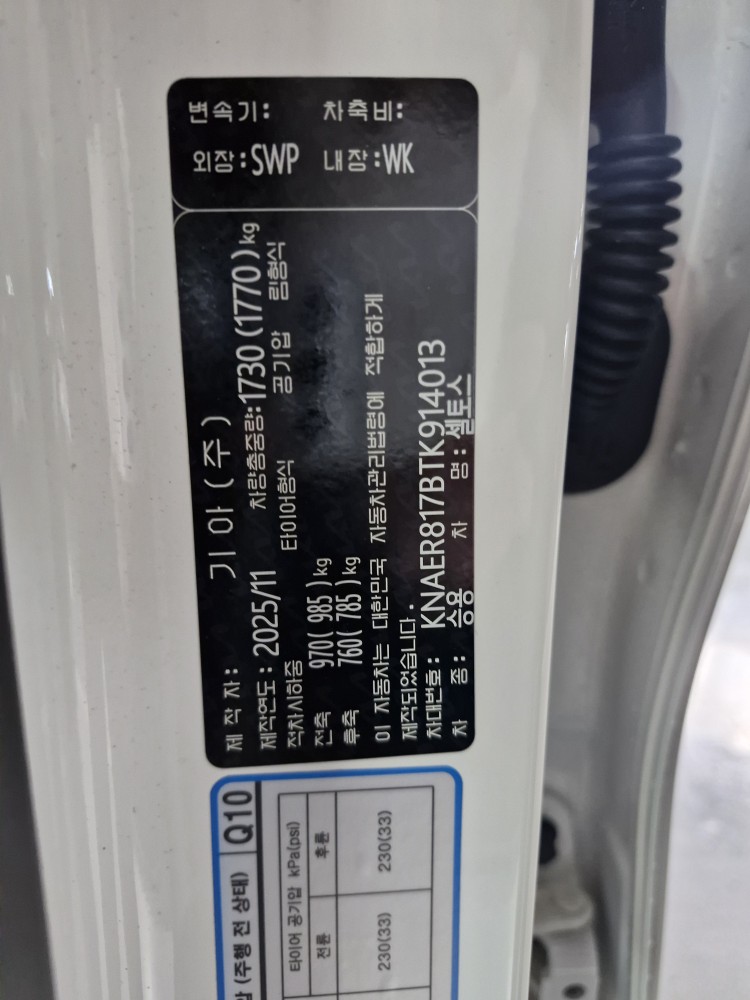 변속기: 차축비:
외장:SWP 내장:WK
제 작 자: 기 아 ( 주 )
제작연도: 2025/11 차량총중량:1730 (1770)kg
적차시하중 타이어형식 공기압 림형식
전축 970( 985)kg
후축 760( 785)kg
이 자동차는 대한민국 자동차관리법령에 적합하게
제작되었습니다.
차대번호: KNAER817BTK914013
차 종: 승용 차 명: 셀토스
(주행 전 상태) Q10
타이어 공기압 kPa(psi)
전륜 후륜
230(33) 230(33)